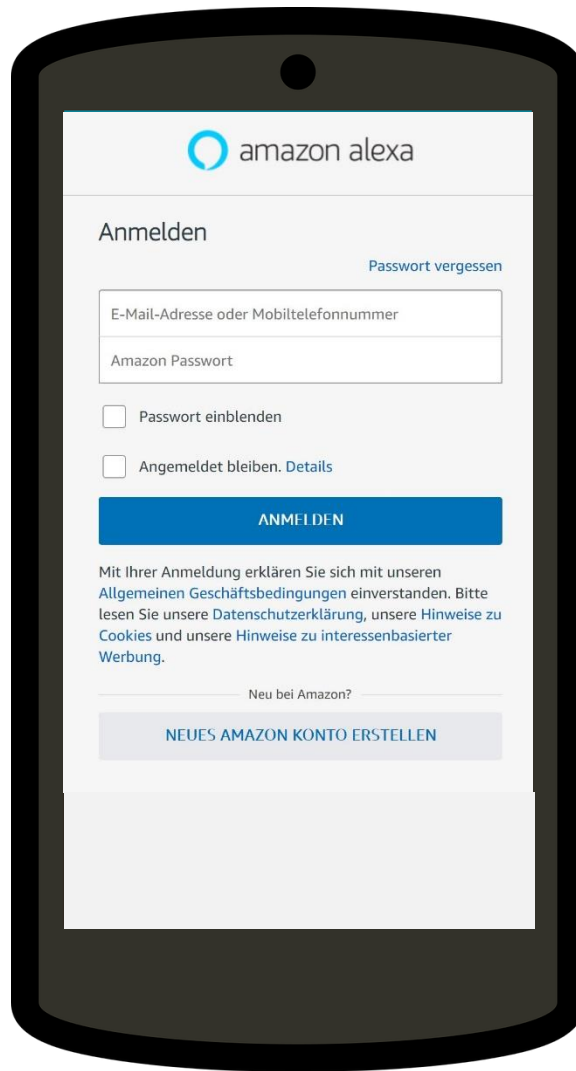 amazon alexa
Anmelden
Passwort vergessen
E-Mail-Adresse oder Mobiltelefonnummer
Amazon Passwort
Passwort einblenden
Angemeldet bleiben. Details
ANMELDEN
Mit Ihrer Anmeldung erklären Sie sich mit unseren
Allgemeinen Geschäftsbedingungen einverstanden. Bitte
lesen Sie unsere Datenschutzerklärung, unsere Hinweise zu
Cookies und unsere Hinweise zu interessenbasierter
Werbung.
Neu bei Amazon?
NEUES AMAZON KONTO ERSTELLEN